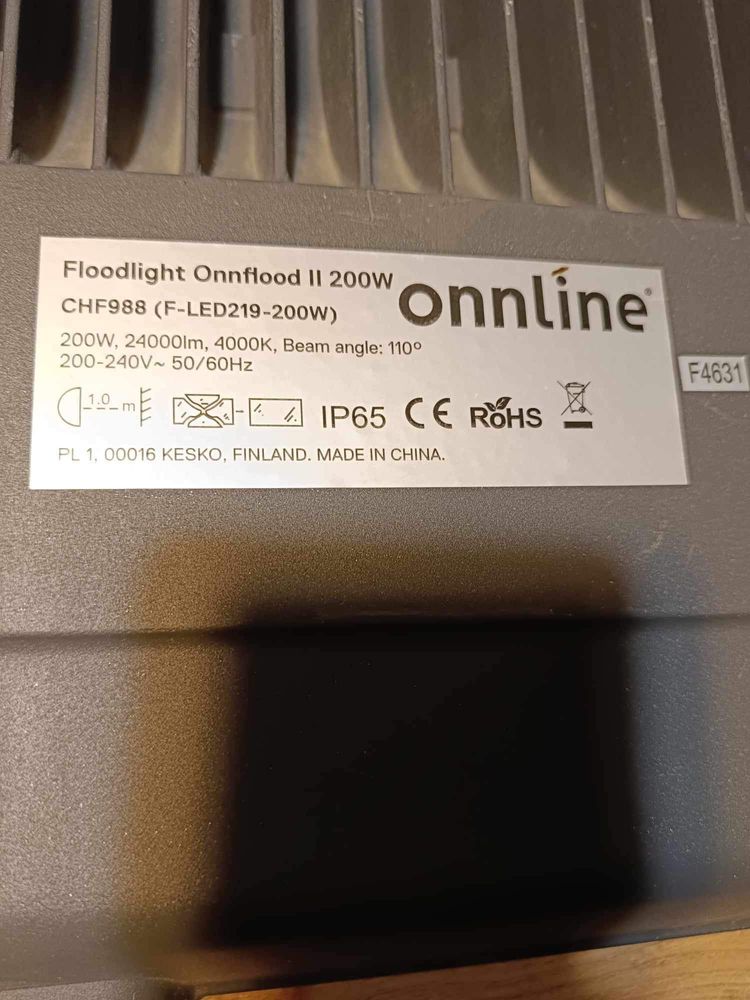 Floodlight Onnflood II 200W
onnline®
CHF988 (F-LED219-200W)
200W, 24000lm, 4000K, Beam angle: 110º
200-240V~ 50/60Hz
F4631
1.0 m
IP65 CE RoHS
PL 1, 00016 KESKO, FINLAND. MADE IN CHINA.